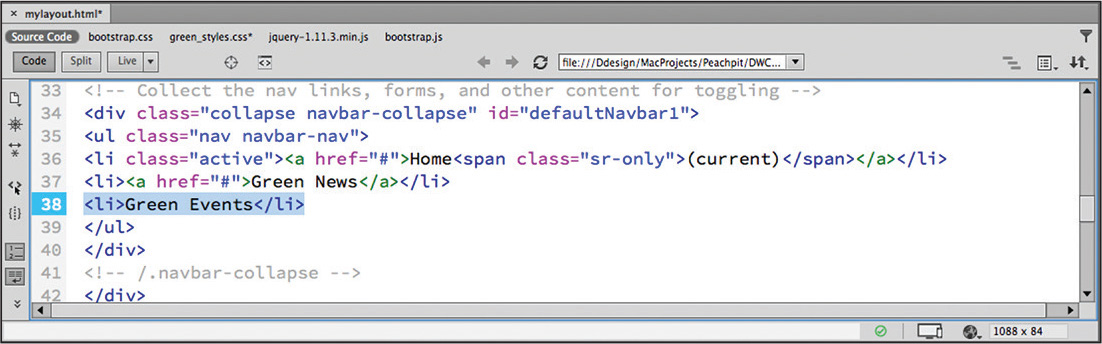 × mylayout.html*
Source Code bootstrap.css green_styles.css* jquery-1.11.3.min.js bootstrap.js
Code Split Live file:///Ddesign/MacProjects/Peachpit/DWC...
33 <!-- Collect the nav links, forms, and other content for toggling -->
34 <div class="collapse navbar-collapse" id="defaultNavbar1">
35 <ul class="nav navbar-nav">
36 <li class="active"><a href="#">Home<span class="sr-only">(current)</span></a></li>
37 <li><a href="#">Green News</a></li>
38 <li>Green Events</li>
39 </ul>
40 </div>
41 <!-- /.navbar-collapse -->
42 </div>
1088 x 84